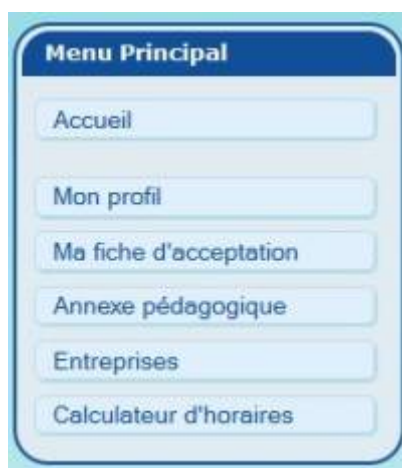 Menu Principal
Accueil
Mon profil
Ma fiche d'acceptation
Annexe pédagogique
Entreprises
Calculateur d'horaires